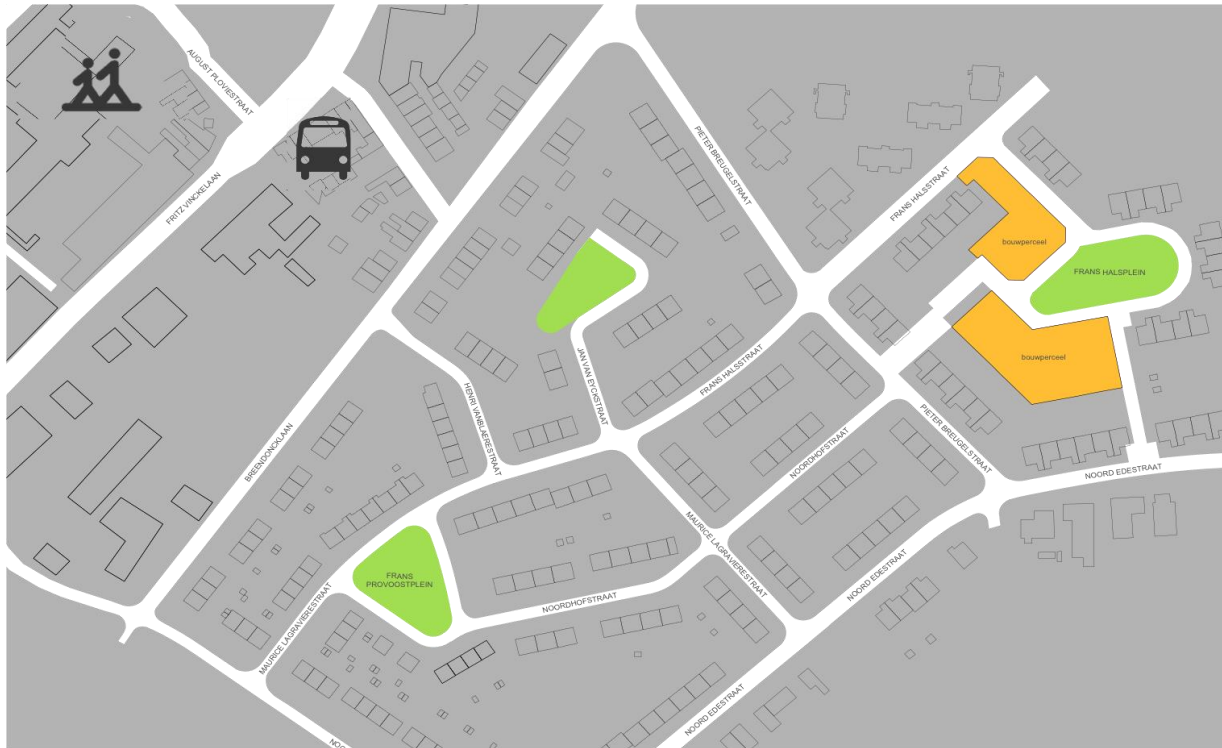 AUGUST PLOVIESTRAAT
FRITZ VINCKELAAN
PIETER BREUGELSTRAAT
FRANS HALSSTRAAT
bouwperceel
FRANS HALSPLEIN
bouwperceel
JAN VAN EYCKSTRAAT
FRANS HALSSTRAAT
HENRI VANBLAERESTRAAT
BREENDONCKLAAN
PIETER BREUGELSTRAAT
NOORDHOFSTRAAT
NOORD EDESTRAAT
MAURICE LAGRAVIERESTRAAT
FRANS
PROVOOSTPLEIN
NOORDHOFSTRAAT
NOORD EDESTRAAT
MAURICE LAGRAVIERESTRAAT
NOORD EDESTRAAT